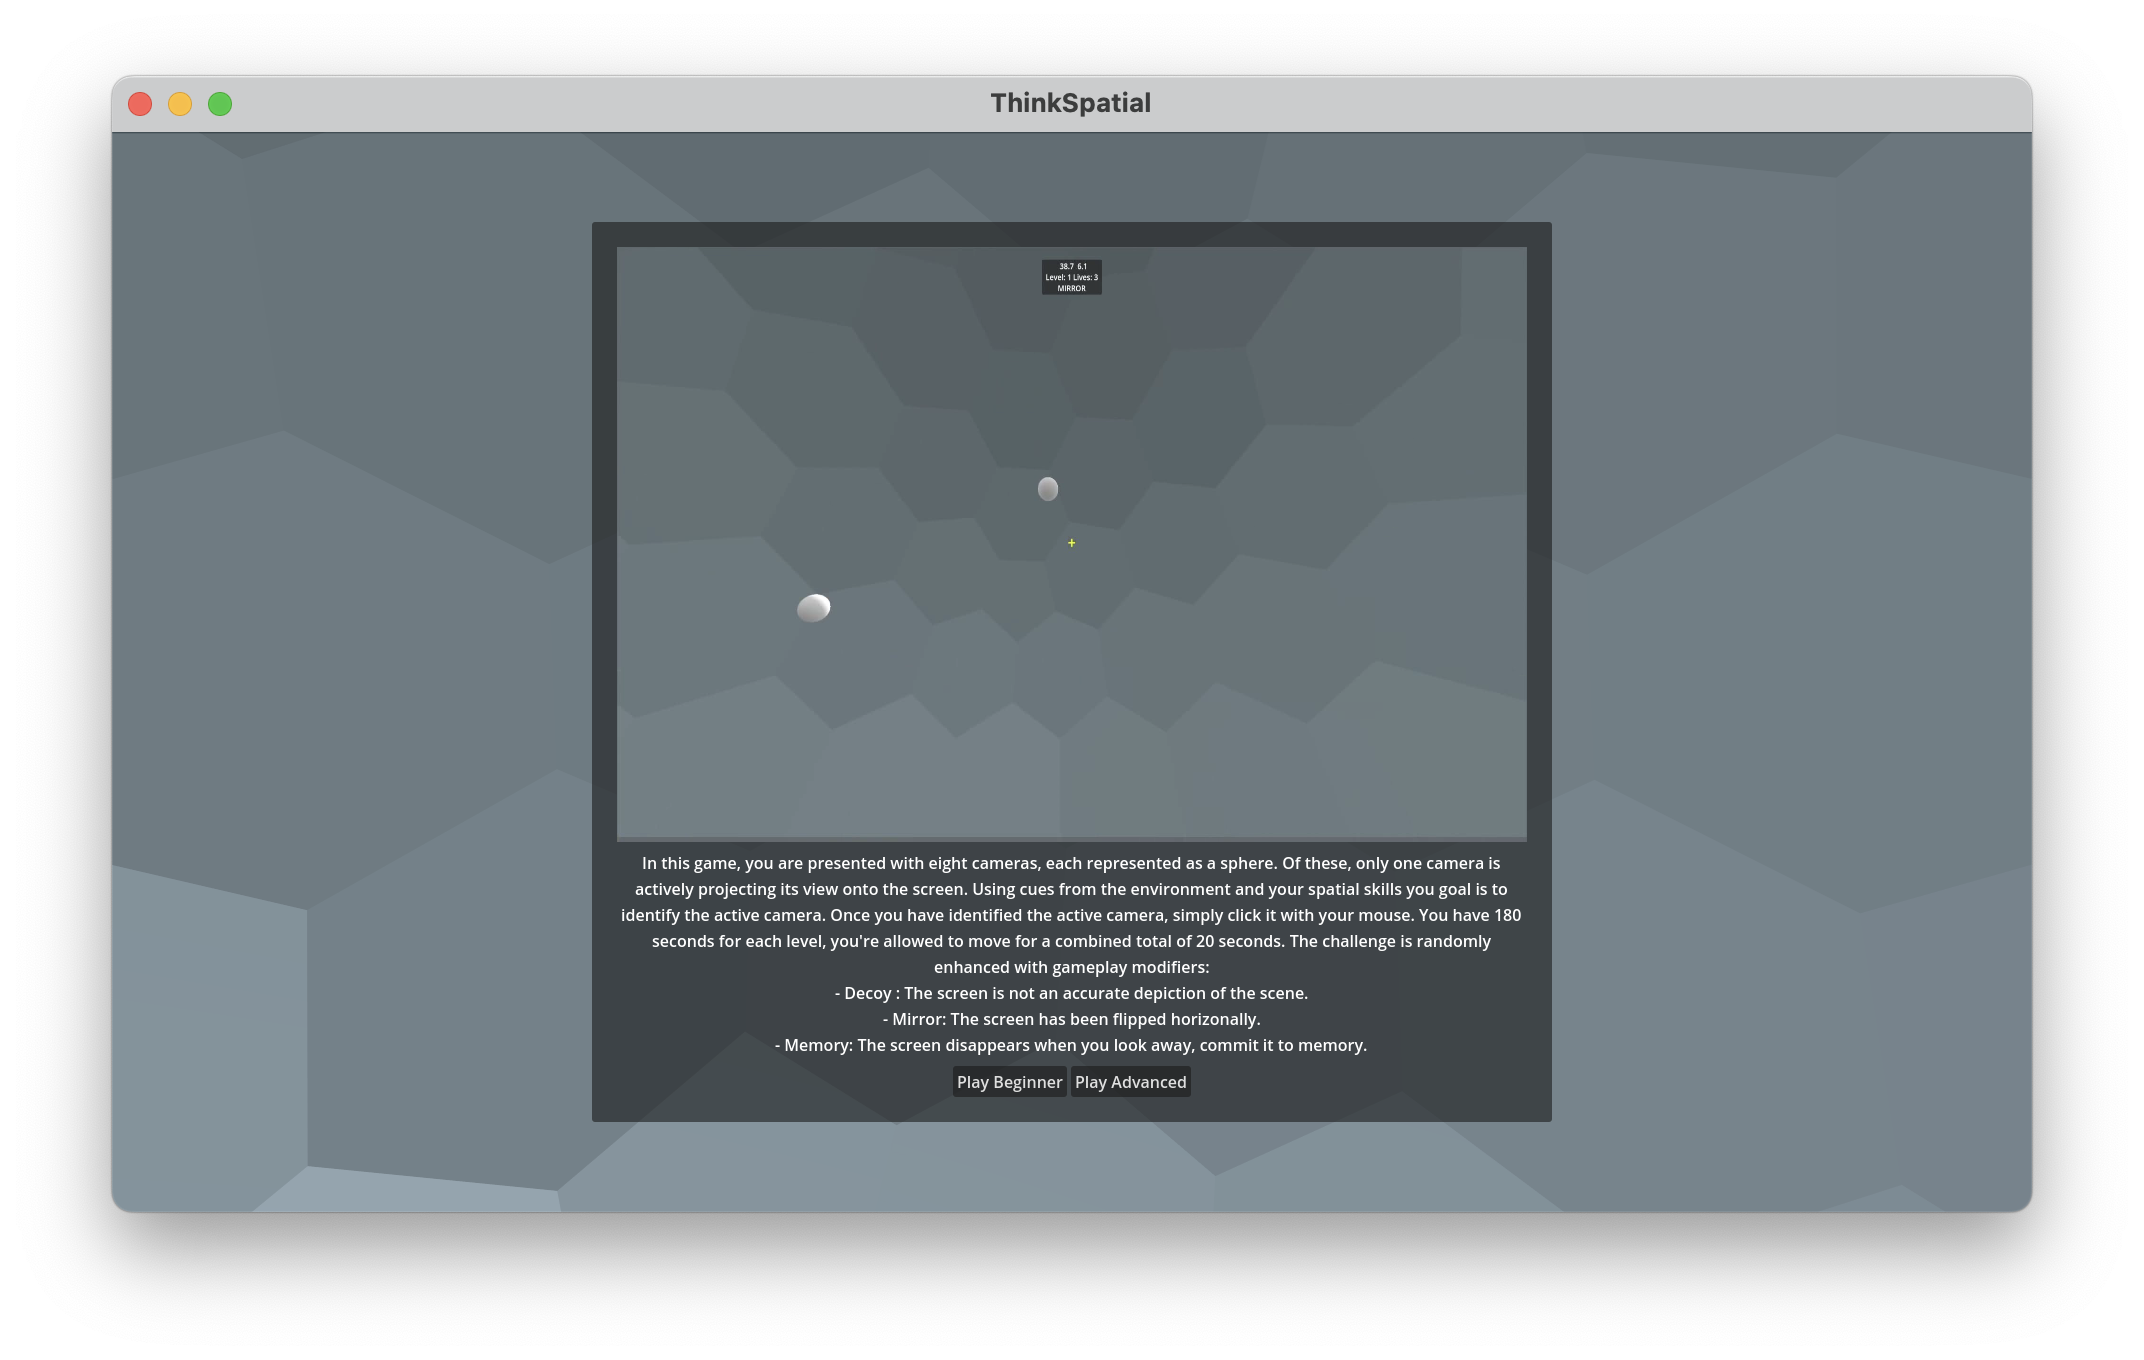 ThinkSpatial
38.7 6.1
Level: 1 Lives: 3
MIRROR
+
In this game, you are presented with eight cameras, each represented as a sphere. Of these, only one camera is
actively projecting its view onto the screen. Using cues from the environment and your spatial skills you goal is to
identify the active camera. Once you have identified the active camera, simply click it with your mouse. You have 180
seconds for each level, you're allowed to move for a combined total of 20 seconds. The challenge is randomly
enhanced with gameplay modifiers:
- Decoy : The screen is not an accurate depiction of the scene.
- Mirror: The screen has been flipped horizonally.
- Memory: The screen disappears when you look away, commit it to memory.
Play Beginner Play Advanced